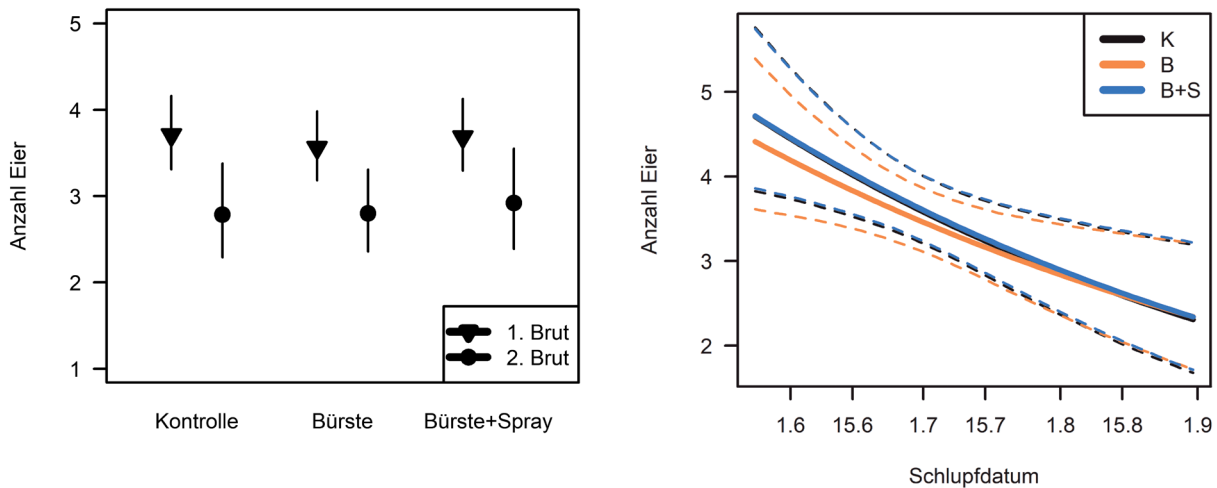 Anzahl Eier
5
4
3
2
1
Kontrolle
Bürste
Bürste+Spray
1. Brut
2. Brut
Anzahl Eier
5
4
3
2
1.6
15.6
1.7
15.7
1.8
15.8
1.9
Schlupfdatum
K
B
B+S